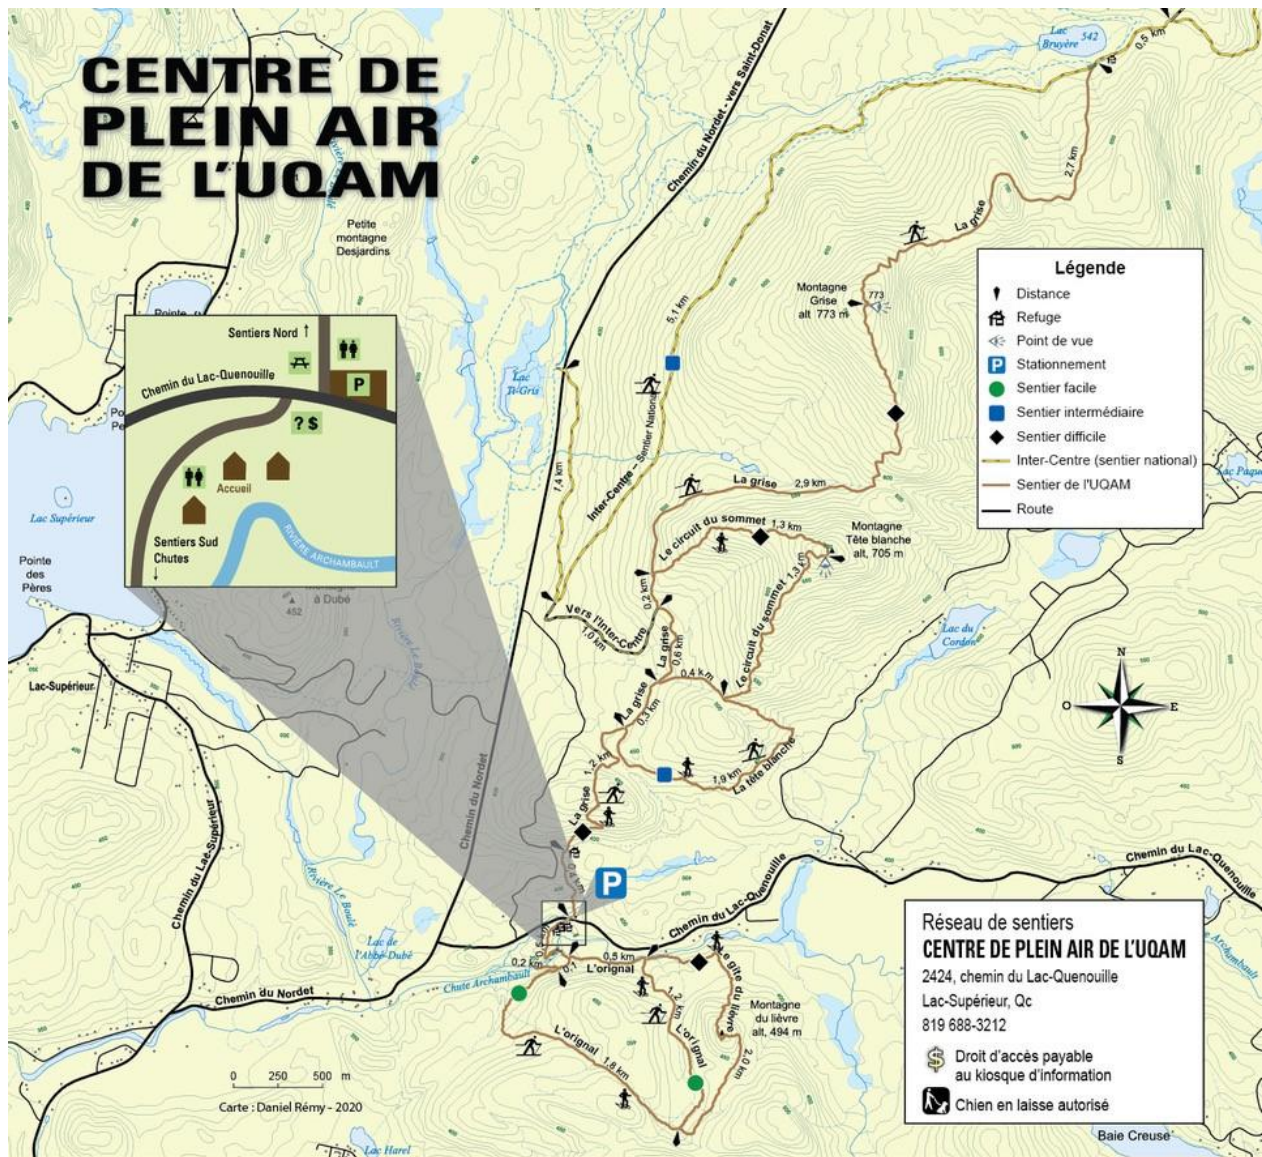 CENTRE DE
PLEIN AIR
DE L'UQAM
Lac
Bruyère
542
0,5 km
Chemin du Nordet - vers Saint-Donat
2,7 km
La grise
Petite
montagne
Desjardins
Montagne
Grise
alt 773 m
773
5,1 km
Inter-Centre – Sentier National
Lac
Ti-Gris
1,4 km
Légende
Distance
Refuge
Point de vue
P
Stationnement
Sentier facile
Sentier intermédiaire
Sentier difficile
Inter-Centre (sentier national)
Sentier de l'UQAM
Route
Sentiers Nord ↑
Chemin du Lac-Quenouille
P
? $
Accueil
RIVIÈRE ARCHAMBAULT
Sentiers Sud
Chutes
↓
Lac Supérieur
Pointe
des
Pères
à Dubé
452
Lac-Supérieur
Chemin du Lac-Supérieur
La grise
2,9 km
Le circuit du sommet 1,3 km
Montagne
Tête blanche
alt, 705 m
Le circuit du sommet 1,3 km
0,2 km
Vers l'Inter-Centre
1,0 km
La grise
0,6 km
0,4 km
La grise
0,3 km
1,9 km
La tête blanche
1,2 km
La grise
Lac du
Cordon
N
O
E
S
Chemin du Nordet
P
0,4 km
Chemin du Lac-Quenouille
Chemin du Lac-Quenouille
Rivière Le Boulé
Lac de
l'Abbé-Dubé
Chemin du Nordet
Chute Archambault
0,2 km
0,1
0,5 km
L'orignal
Le gîte du lièvre
2,0 km
Montagne
du lièvre
alt, 494 m
1,2 km
L'orignal
L'orignal 1,8 km
0 250 500 m
Carte : Daniel Rémy - 2020
Lac Harel
Réseau de sentiers
CENTRE DE PLEIN AIR DE L'UQAM
2424, chemin du Lac-Quenouille
Lac-Supérieur, Qc
819 688-3212
$ Droit d'accès payable
au kiosque d'information
Chien en laisse autorisé
Baie Creuse